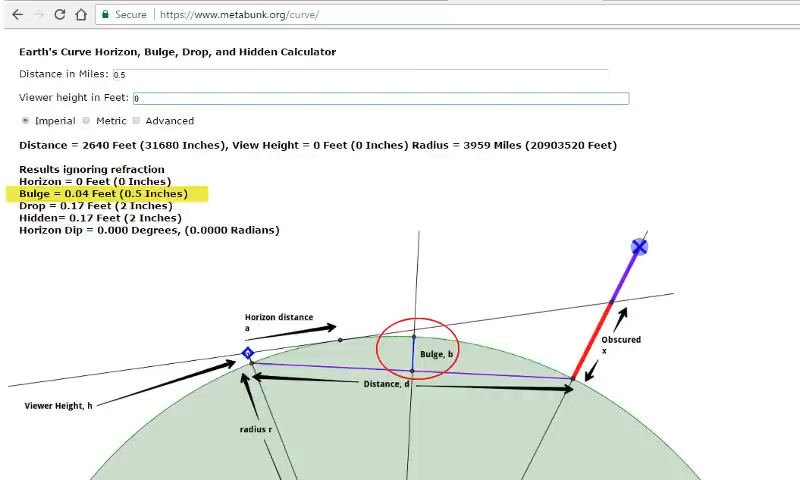 Secure https://www.metabunk.org/curve/
Earth's Curve Horizon, Bulge, Drop, and Hidden Calculator
Distance in Miles: 0.5
Viewer height in Feet: 0
Imperial Metric Advanced
Distance = 2640 Feet (31680 Inches), View Height = 0 Feet (0 Inches) Radius = 3959 Miles (20903520 Feet)
Results ignoring refraction
Horizon = 0 Feet (0 Inches)
Bulge = 0.04 Feet (0.5 Inches)
Drop = 0.17 Feet (2 Inches)
Hidden= 0.17 Feet (2 Inches)
Horizon Dip = 0.000 Degrees, (0.0000 Radians)
Horizon distance
a
Obscured
x
Bulge, b
Distance, d
Viewer Height, h
radius r